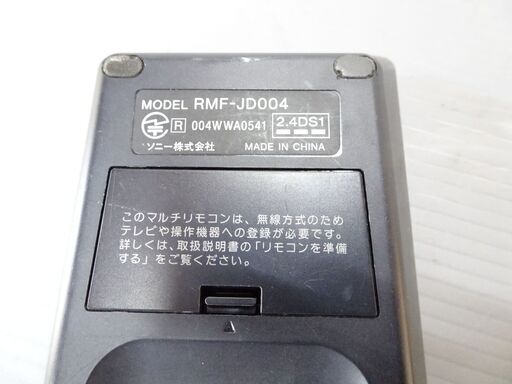 MODEL RMF-JD004
R 004WWA0541 2.4DS1
ソニー株式会社 MADE IN CHINA
このマルチリモコンは、無線方式のため
テレビや操作機器への登録が必要です。
詳しくは、取扱説明書の「リモコンを準備
する」をご覧ください。